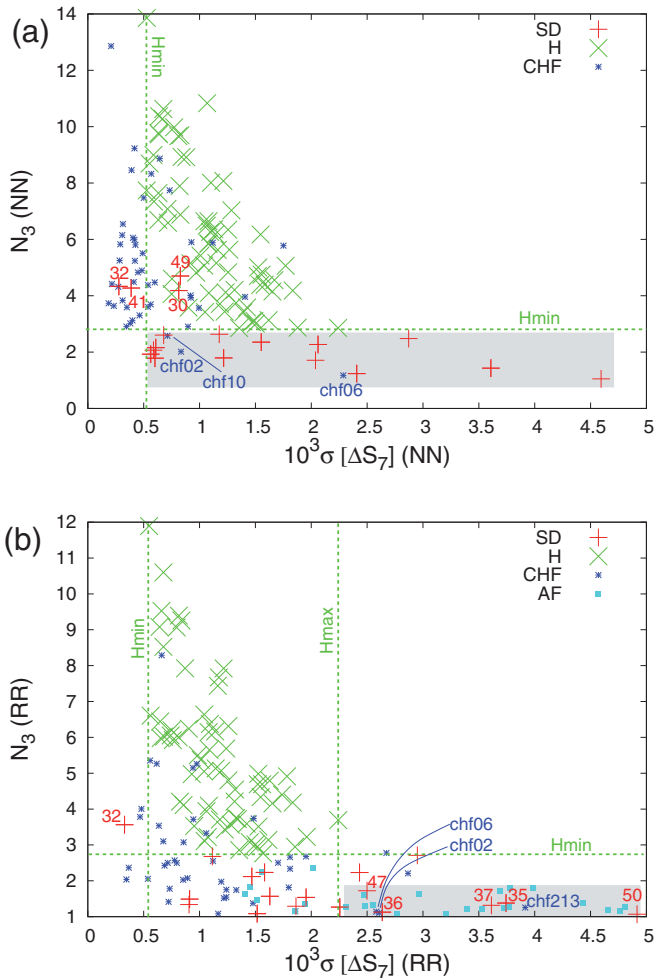 (a)
14
12
10
8
6
4
2
0
N3 (NN)
Hmin
SD
H
CHF
32
41
49
30
Hmin
chf02
chf10
chf06
0 0.5 1 1.5 2 2.5 3 3.5 4 4.5 5
10³σ [ΔS7] (NN)
(b)
12
11
10
9
8
7
6
5
4
3
2
1
N3 (RR)
Hmin
Hmax
SD
H
CHF
AF
32
chf06
chf02
Hmin
47
36
37
35
chf213
50
0 0.5 1 1.5 2 2.5 3 3.5 4 4.5 5
10³σ [ΔS7] (RR)